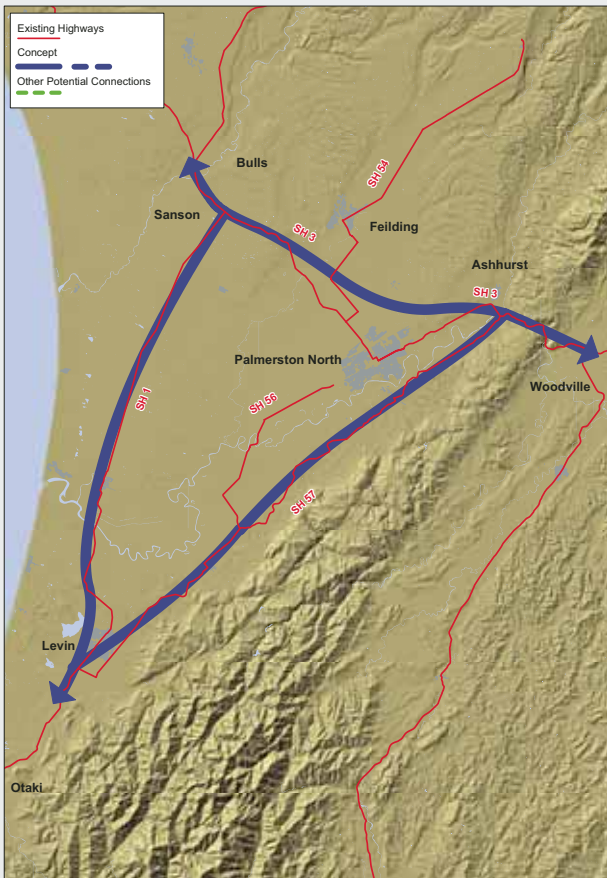 Existing Highways
Concept
Other Potential Connections
Bulls
SH 54
Sanson
SH 3
Feilding
Ashhurst
SH 3
Palmerston North
Woodville
SH 1
SH 56
SH 57
Levin
Otaki